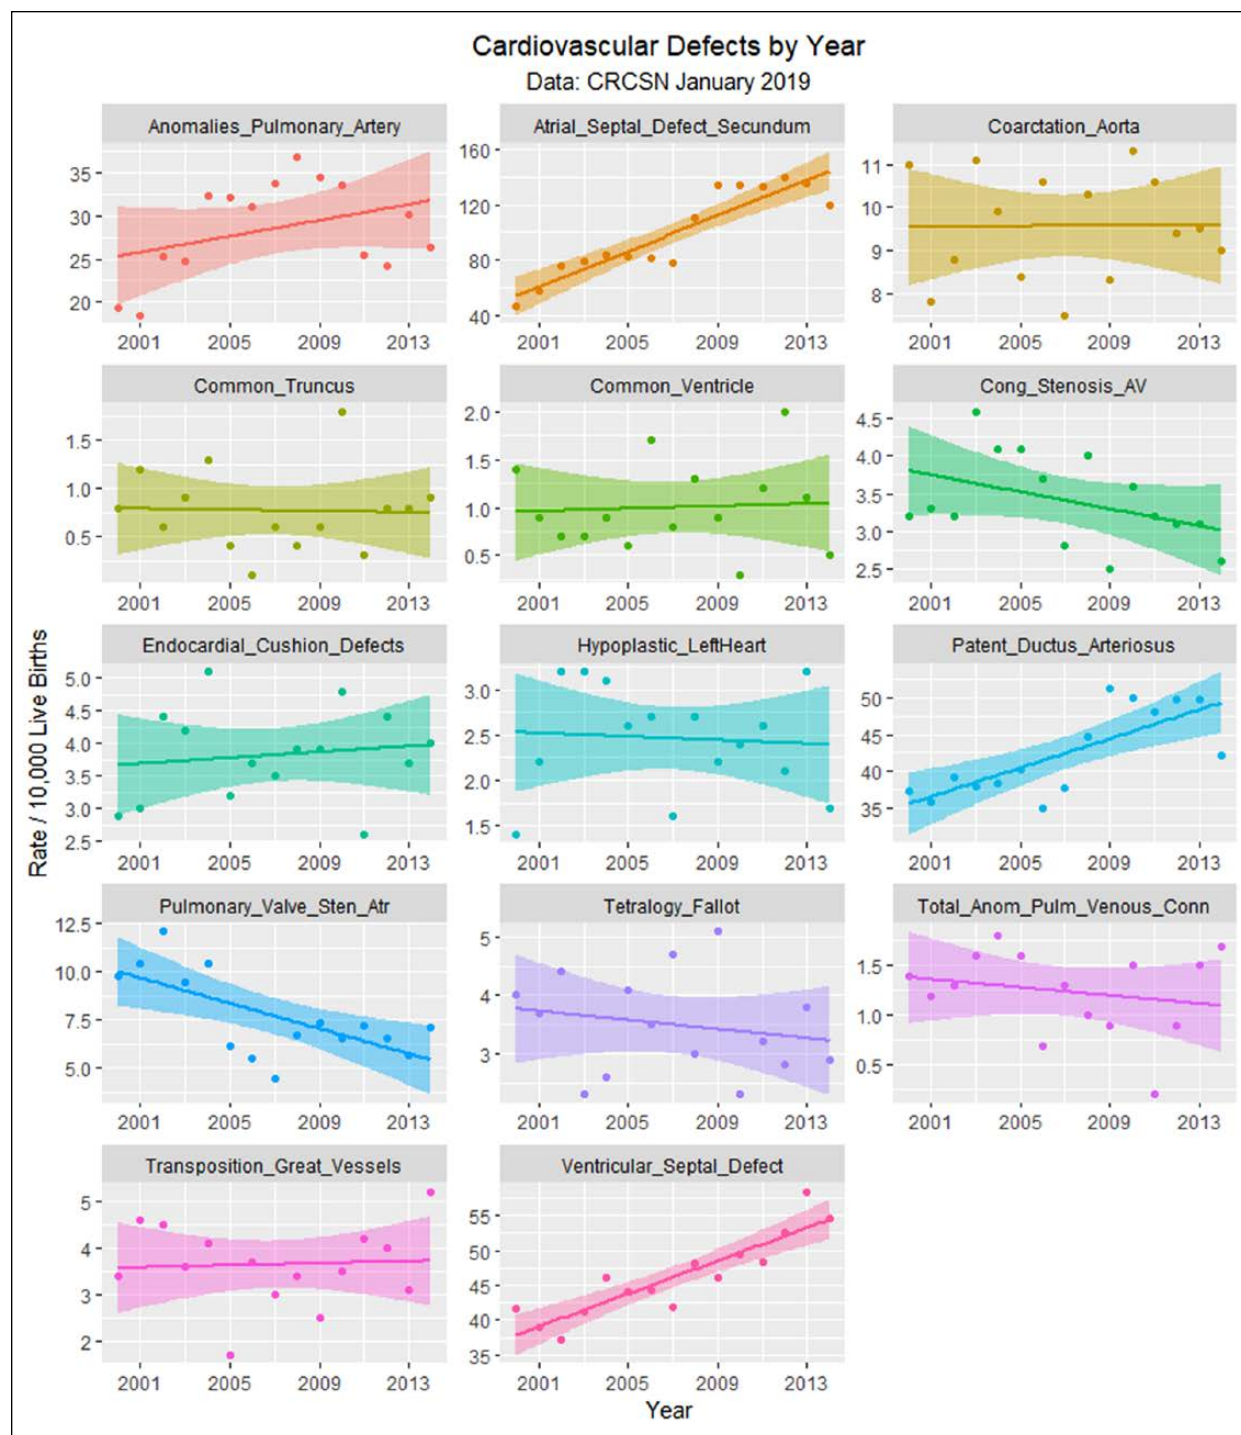 Cardiovascular Defects by Year
Data: CRCSN January 2019
Anomalies_Pulmonary_Artery
35
30
25
20
2001 2005 2009 2013
Atrial_Septal_Defect_Secundum
160
120
80
40
2001 2005 2009 2013
Coarctation_Aorta
11
10
9
8
2001 2005 2009 2013
Common_Truncus
1.5
1.0
0.5
2001 2005 2009 2013
Common_Ventricle
2.0
1.5
1.0
0.5
2001 2005 2009 2013
Cong_Stenosis_AV
4.5
4.0
3.5
3.0
2.5
2001 2005 2009 2013
Rate / 10,000 Live Births
Endocardial_Cushion_Defects
5.0
4.5
4.0
3.5
3.0
2.5
2001 2005 2009 2013
Hypoplastic_LeftHeart
3.0
2.5
2.0
1.5
2001 2005 2009 2013
Patent_Ductus_Arteriosus
50
45
40
35
2001 2005 2009 2013
Pulmonary_Valve_Sten_Atr
12.5
10.0
7.5
5.0
2001 2005 2009 2013
Tetralogy_Fallot
5
4
3
2001 2005 2009 2013
Total_Anom_Pulm_Venous_Conn
1.5
1.0
0.5
2001 2005 2009 2013
Transposition_Great_Vessels
5
4
3
2
2001 2005 2009 2013
Ventricular_Septal_Defect
55
50
45
40
35
2001 2005 2009 2013
Year